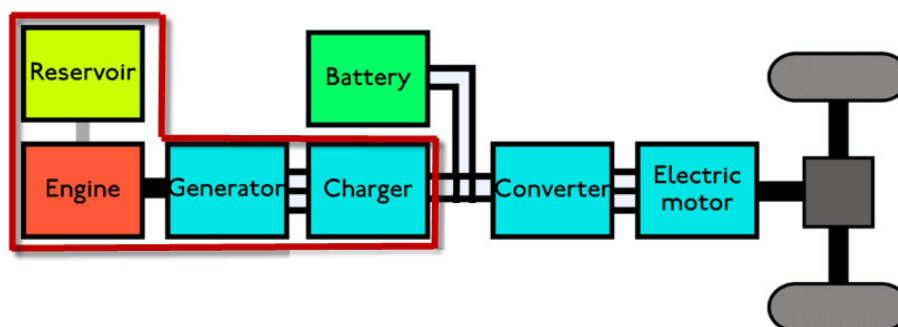 Reservoir
Battery
Engine
Generator
Charger
Converter
Electric
motor